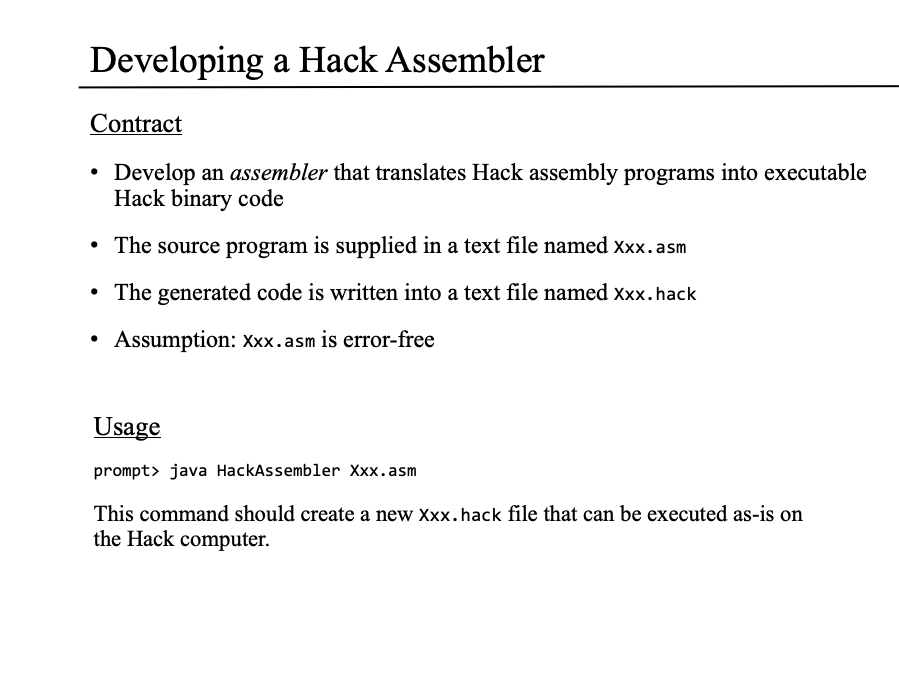 Developing a Hack Assembler
Contract
• Develop an assembler that translates Hack assembly programs into executable
Hack binary code
• The source program is supplied in a text file named Xxx.asm
• The generated code is written into a text file named Xxx.hack
• Assumption: Xxx.asm is error-free
Usage
prompt> java HackAssembler Xxx.asm
This command should create a new Xxx.hack file that can be executed as-is on
the Hack computer.